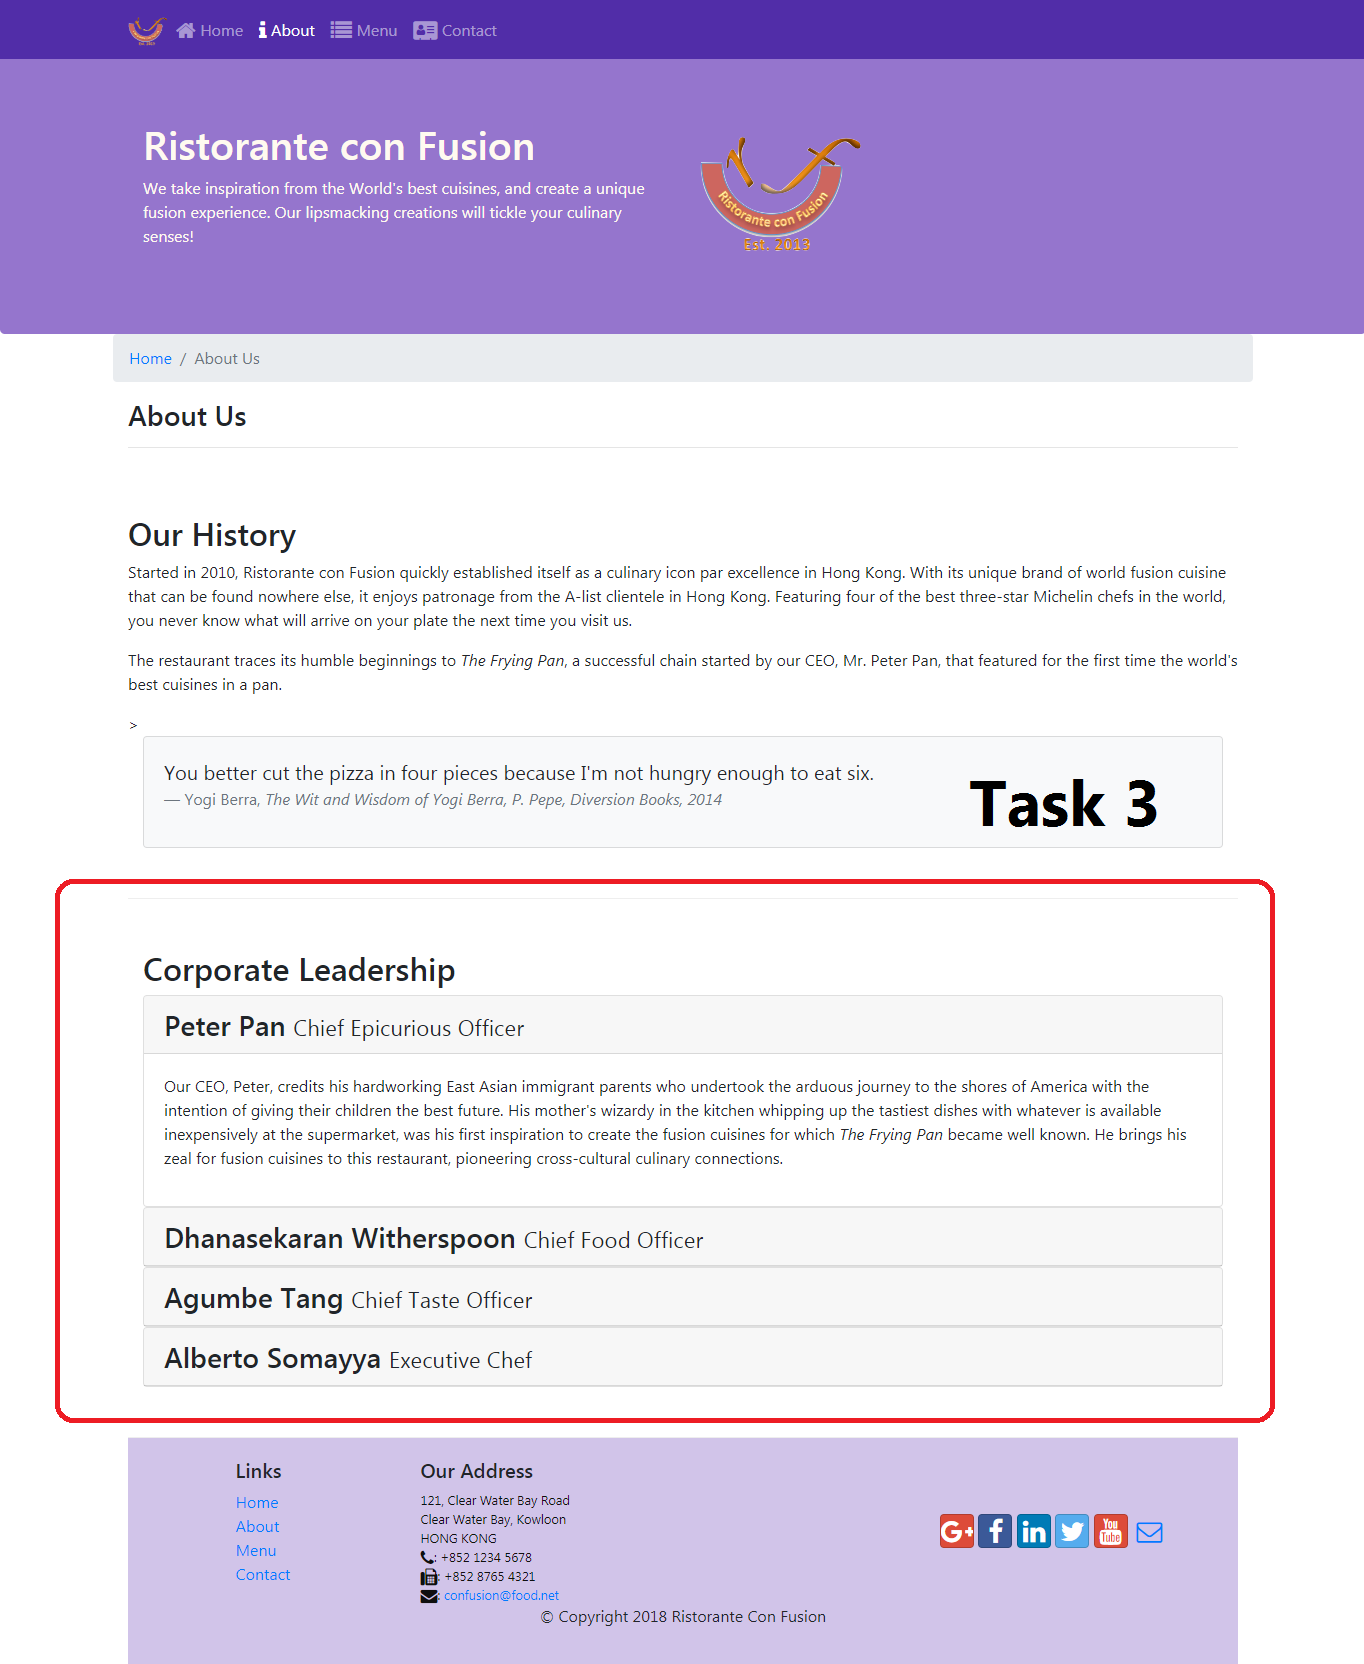 Home About Menu Contact
Ristorante con Fusion
We take inspiration from the World's best cuisines, and create a unique
fusion experience. Our lipsmacking creations will tickle your culinary
senses!
Ristorante con Fusion
Est. 2013
Home / About Us
About Us
Our History
Started in 2010, Ristorante con Fusion quickly established itself as a culinary icon par excellence in Hong Kong. With its unique brand of world fusion cuisine
that can be found nowhere else, it enjoys patronage from the A-list clientele in Hong Kong. Featuring four of the best three-star Michelin chefs in the world,
you never know what will arrive on your plate the next time you visit us.
The restaurant traces its humble beginnings to The Frying Pan, a successful chain started by our CEO, Mr. Peter Pan, that featured for the first time the world's
best cuisines in a pan.
>
You better cut the pizza in four pieces because I'm not hungry enough to eat six.
— Yogi Berra, The Wit and Wisdom of Yogi Berra, P. Pepe, Diversion Books, 2014
Task 3
Corporate Leadership
Peter Pan Chief Epicurious Officer
Our CEO, Peter, credits his hardworking East Asian immigrant parents who undertook the arduous journey to the shores of America with the
intention of giving their children the best future. His mother's wizardy in the kitchen whipping up the tastiest dishes with whatever is available
inexpensively at the supermarket, was his first inspiration to create the fusion cuisines for which The Frying Pan became well known. He brings his
zeal for fusion cuisines to this restaurant, pioneering cross-cultural culinary connections.
Dhanasekaran Witherspoon Chief Food Officer
Agumbe Tang Chief Taste Officer
Alberto Somayya Executive Chef
Links
Home
About
Menu
Contact
Our Address
121, Clear Water Bay Road
Clear Water Bay, Kowloon
HONG KONG
: +852 1234 5678
: +852 8765 4321
: confusion@food.net
G+ f in You Tube
© Copyright 2018 Ristorante Con Fusion